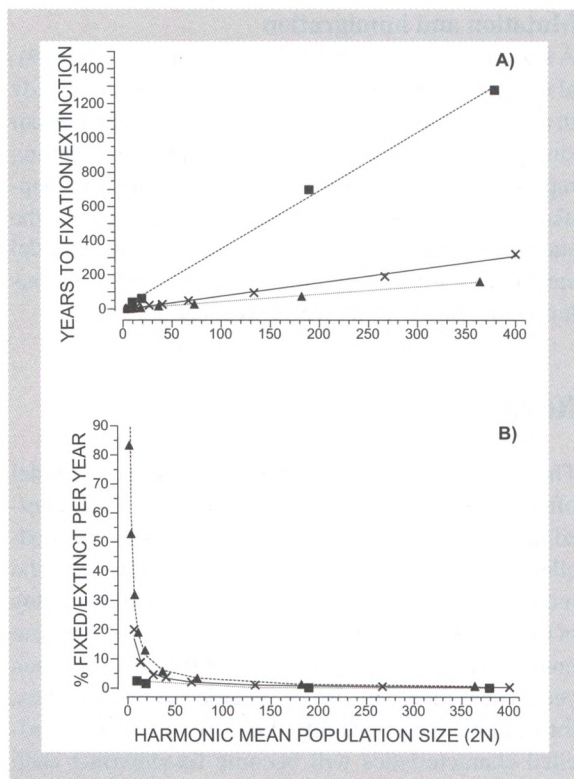 A)
YEARS TO FIXATION/EXTINCTION
1400
1200
1000
800
600
400
200
0
0 50 100 150 200 250 300 350 400
B)
% FIXED/EXTINCT PER YEAR
90
80
70
60
50
40
30
20
10
0
0 50 100 150 200 250 300 350 400
HARMONIC MEAN POPULATION SIZE (2N)